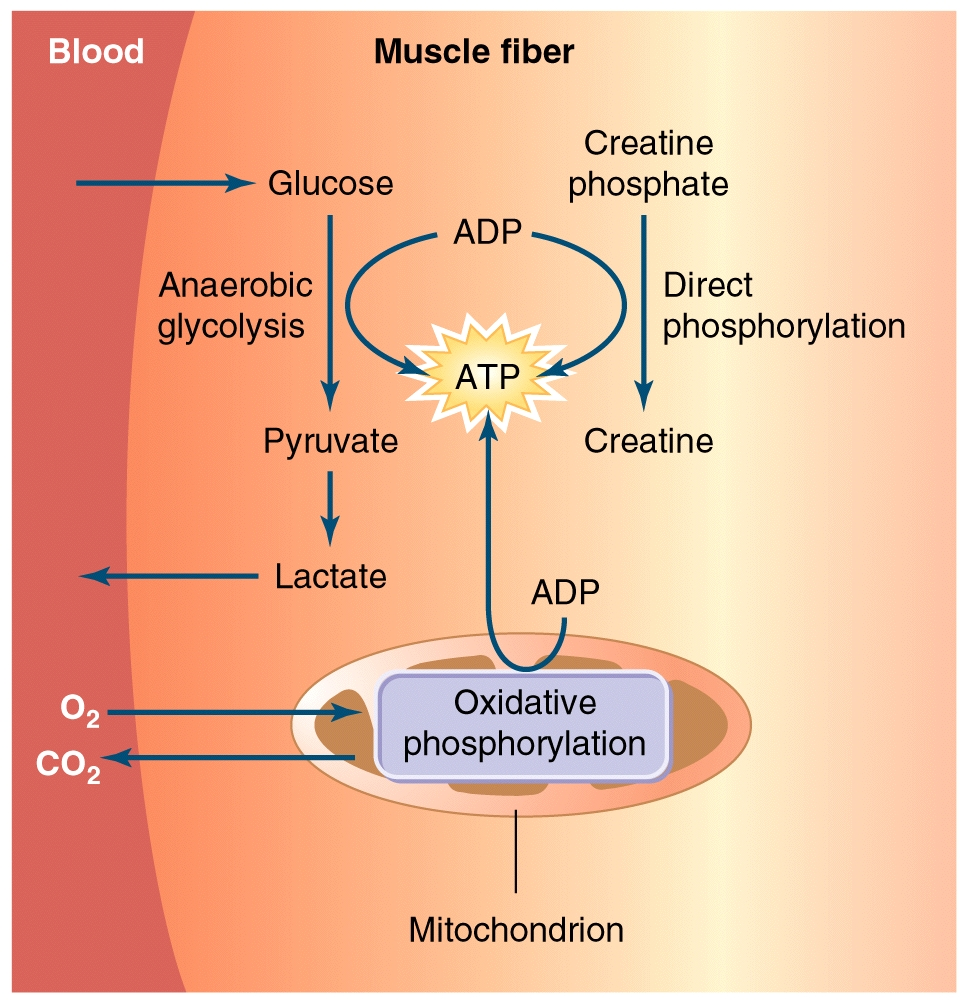 Blood
Muscle fiber
Creatine
phosphate
Glucose
ADP
Anaerobic
glycolysis
Direct
phosphorylation
ATP
Pyruvate
Creatine
Lactate
ADP
O₂
CO₂
Oxidative
phosphorylation
Mitochondrion